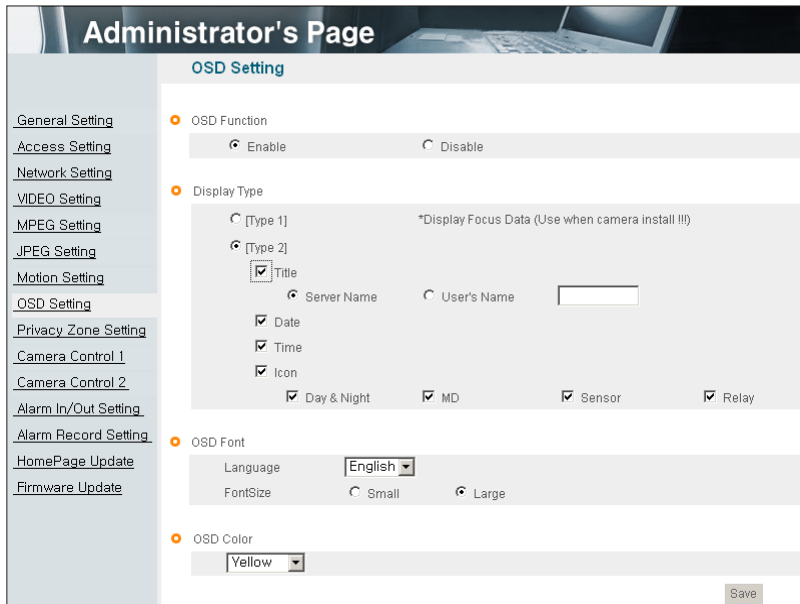 Administrator's Page
OSD Setting
General Setting
Access Setting
Network Setting
VIDEO Setting
MPEG Setting
JPEG Setting
Motion Setting
OSD Setting
Privacy Zone Setting
Camera Control 1
Camera Control 2
Alarm In/Out Setting
Alarm Record Setting
HomePage Update
Firmware Update
OSD Function
Enable Disable
Display Type
[Type 1] *Display Focus Data (Use when camera install !!!)
[Type 2]
Title
Server Name User's Name
Date
Time
Icon
Day & Night MD Sensor Relay
OSD Font
Language English
FontSize Small Large
OSD Color
Yellow
Save